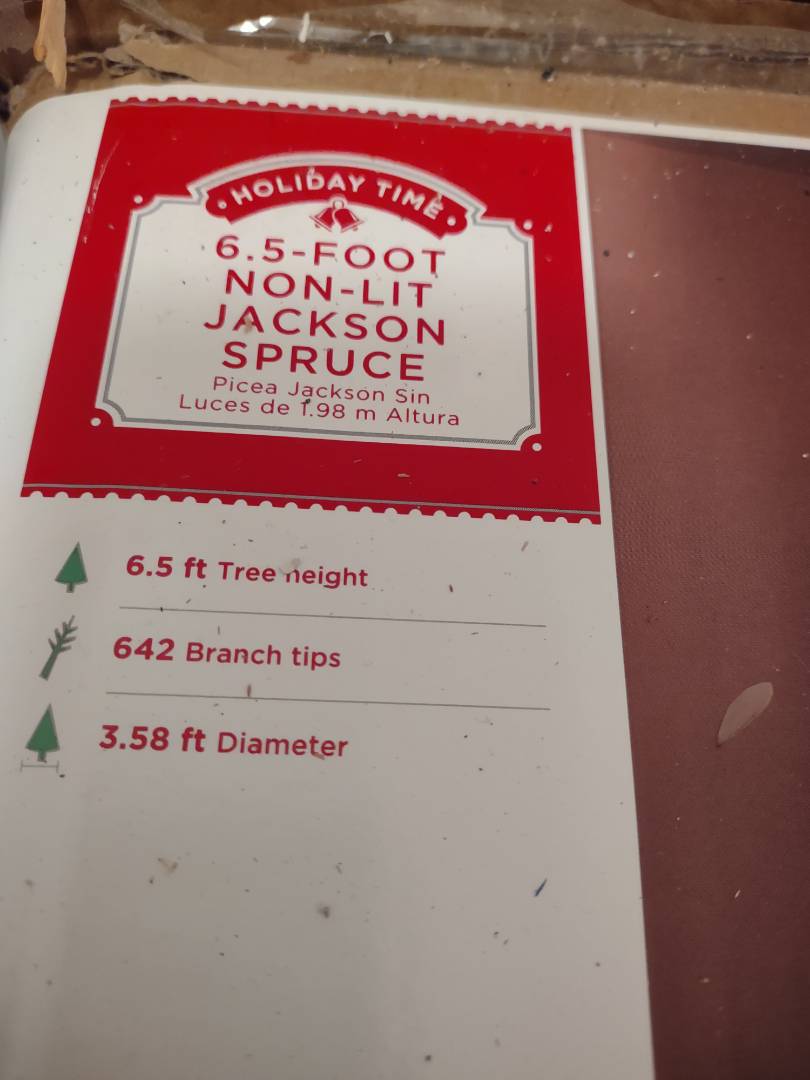 HOLIDAY TIME
6.5-FOOT
NON-LIT
JACKSON
SPRUCE
Picea Jackson Sin
Luces de 1.98 m Altura
6.5 ft Tree height
642 Branch tips
3.58 ft Diameter